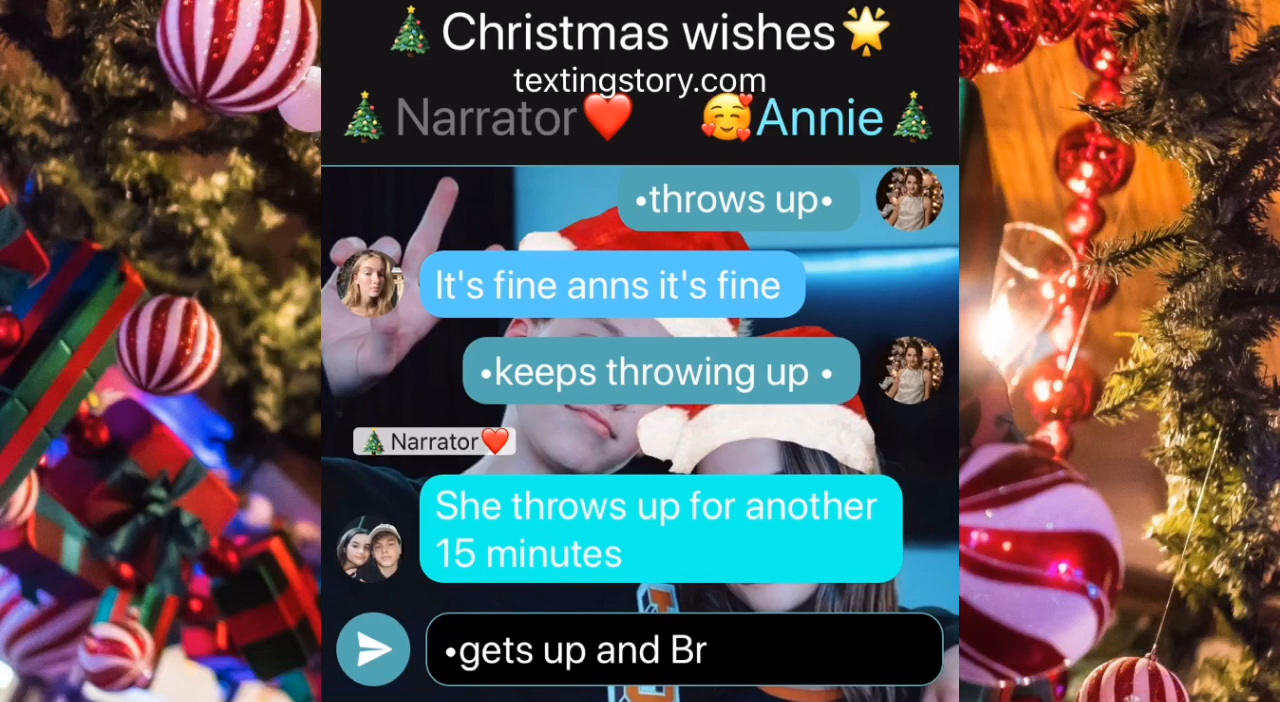 🎄Christmas wishes🌟
textingstory.com
🎄Narrator❤️ 🥰Annie🎄
•throws up•
It's fine anns it's fine
•keeps throwing up •
🎄Narrator❤️
She throws up for another
15 minutes
•gets up and Br